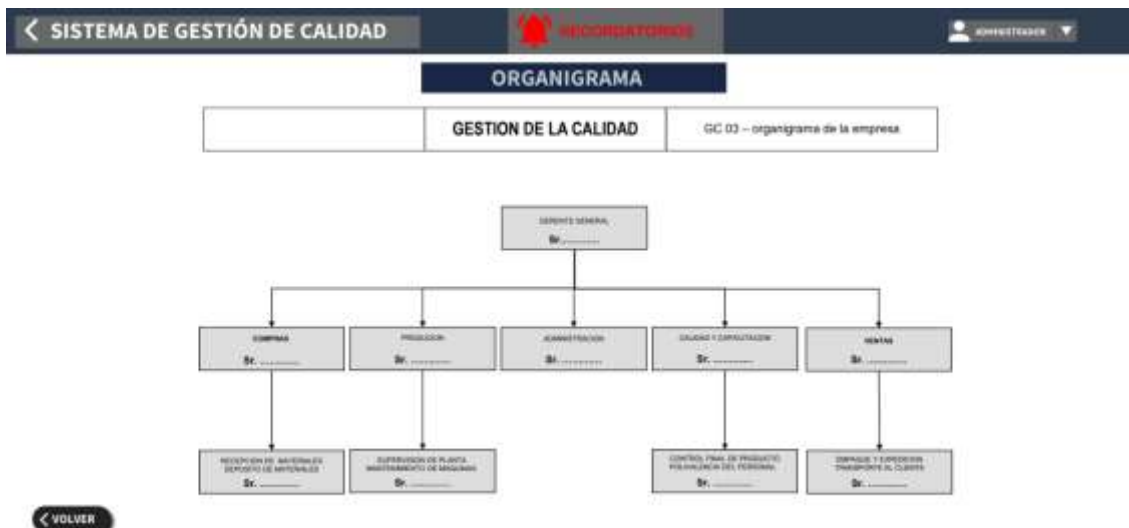 SISTEMA DE GESTIÓN DE CALIDAD
RECORDATORIOS
ADMINISTRADOR
ORGANIGRAMA
GESTION DE LA CALIDAD
GC 03 – organigrama de la empresa
GERENTE GENERAL
Sr. ............
COMPRAS
Sr. ............
PRODUCCION
Sr. ............
ADMINISTRACION
Sr. ............
CALIDAD Y CAPACITACION
Sr. ............
VENTAS
Sr. ............
RECEPCION DE MATERIALES
DEPOSITO DE MATERIALES
Sr. ............
SUPERVISION DE PLANTA
MANTENIMIENTO DE MAQUINAS
Sr. ............
CONTROL FINAL DE PRODUCTO
POLIVALENCIA DEL PERSONAL
Sr. ............
EMPAQUE Y EXPEDICION
TRANSPORTE AL CLIENTE
Sr. ............
VOLVER